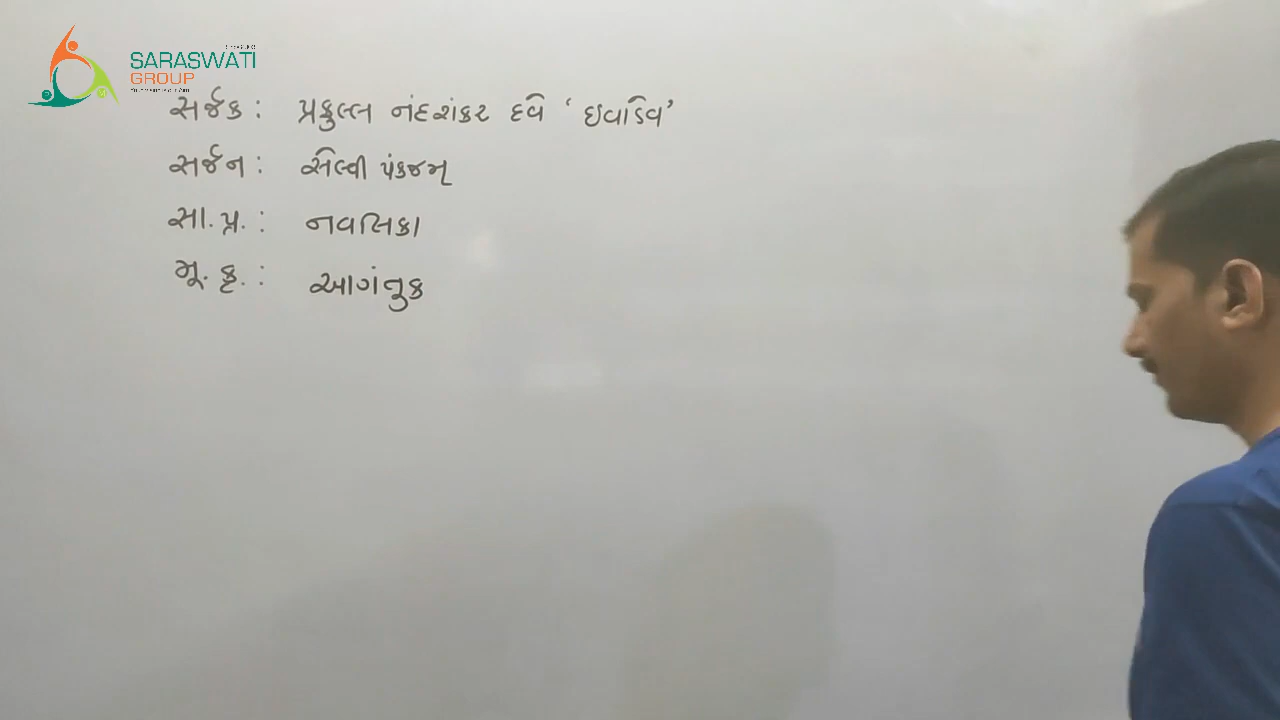 SARASWATI
GROUP
સર્જક : પ્રફુલ્લ નંદશંકર દવે ‘ ઇવાડેવ’
સર્જન : સેલ્વી પંકજમ્
સા. પ્ર. : નવલિકા
મૂ. કૃ. : આગંતુક